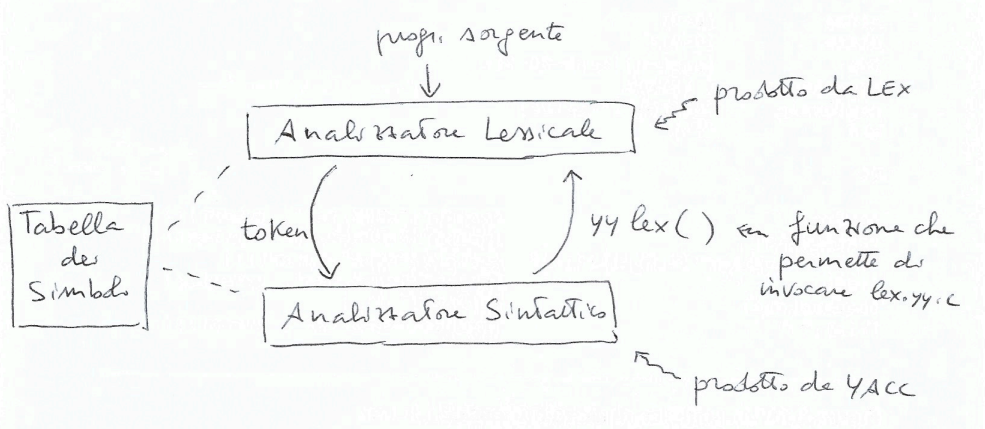 progr. sorgente
prodotto da LEX
Analizzatore Lessicale
Tabella
dei
Simboli
token
yylex()
funzione che
permette di
invocare lex.yy.c
Analizzatore Sintattico
prodotto da YACC